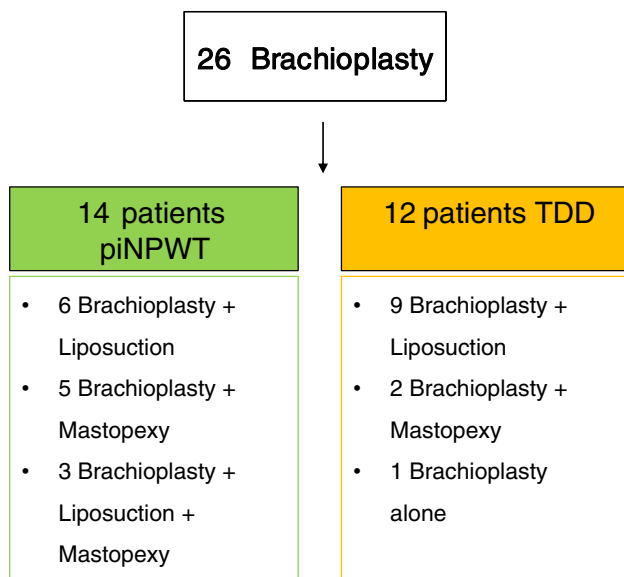 26 Brachioplasty
14 patients
piNPWT
• 6 Brachioplasty +
Liposuction
• 5 Brachioplasty +
Mastopexy
• 3 Brachioplasty +
Liposuction +
Mastopexy
12 patients TDD
• 9 Brachioplasty +
Liposuction
• 2 Brachioplasty +
Mastopexy
• 1 Brachioplasty
alone